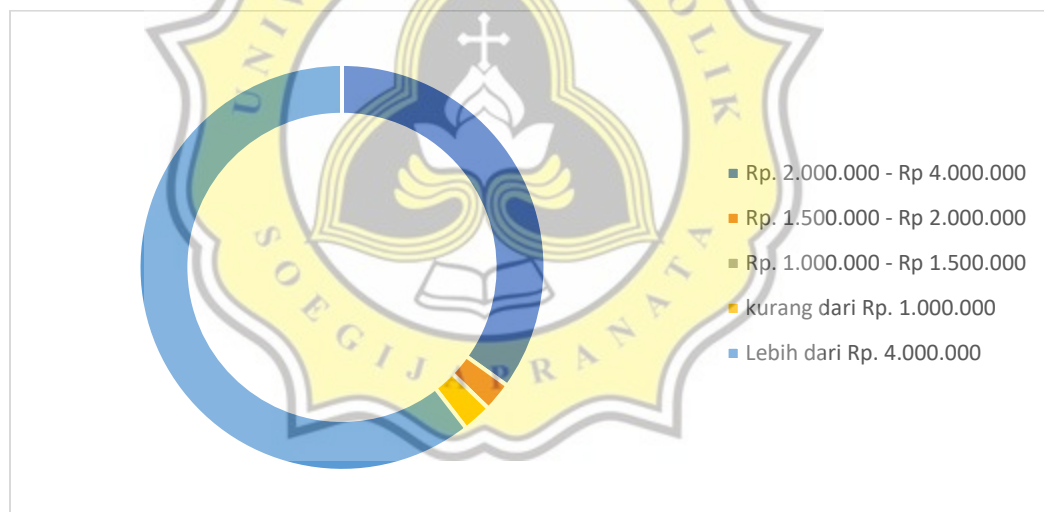 Rp. 2.000.000 - Rp 4.000.000
Rp. 1.500.000 - Rp 2.000.000
Rp. 1.000.000 - Rp 1.500.000
kurang dari Rp. 1.000.000
Lebih dari Rp. 4.000.000
SOEGIJAPRANATA